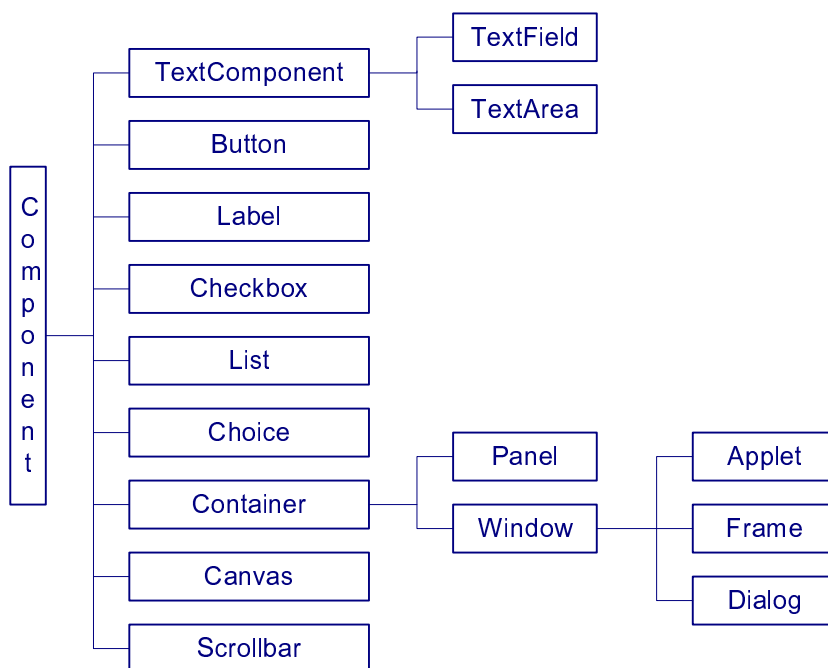 Component
TextComponent
TextField
TextArea
Button
Label
Checkbox
List
Choice
Container
Panel
Window
Applet
Frame
Dialog
Canvas
Scrollbar